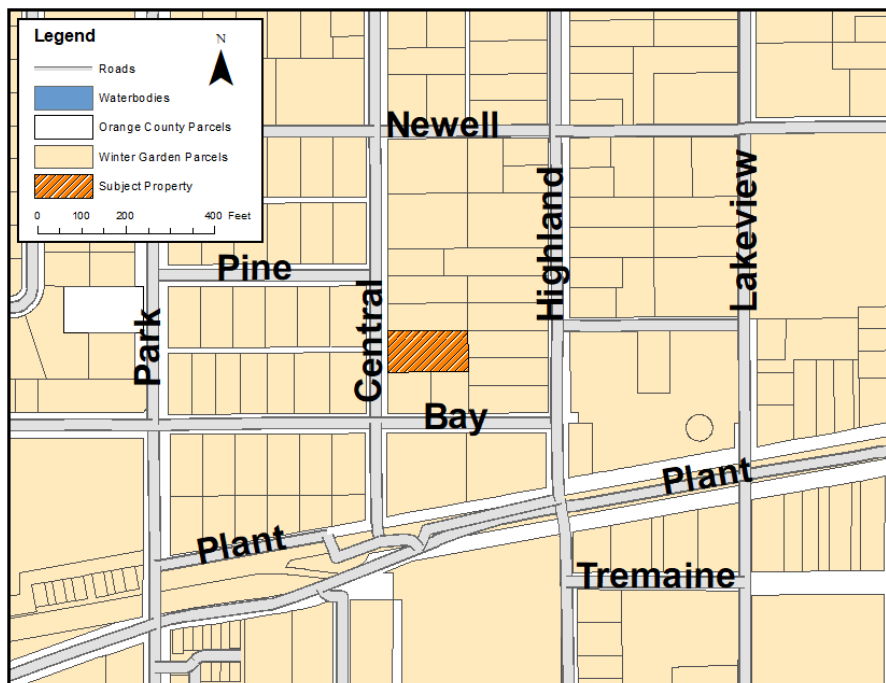 Legend
N
Roads
Waterbodies
Orange County Parcels
Winter Garden Parcels
Subject Property
0 100 200 400 Feet
Newell
Pine
Park
Central
Highland
Lakeview
Bay
Plant
Plant
Tremaine